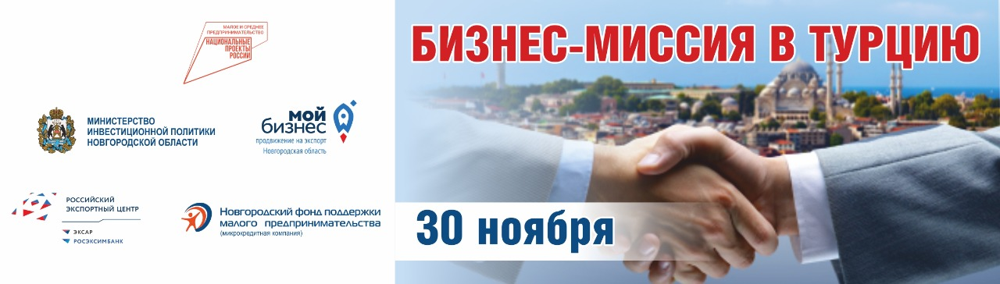 МАЛОЕ И СРЕДНЕЕ
ПРЕДПРИНИМАТЕЛЬСТВО
НАЦИОНАЛЬНЫЕ
ПРОЕКТЫ
РОССИИ
МИНИСТЕРСТВО
ИНВЕСТИЦИОННОЙ ПОЛИТИКИ
НОВГОРОДСКОЙ ОБЛАСТИ
мой
бизнес
продвижение на экспорт
Новгородская область
РОССИЙСКИЙ
ЭКСПОРТНЫЙ ЦЕНТР
ЭКСАР
РОСЭКСИМБАНК
Новгородский фонд поддержки
малого предпринимательства
(микрокредитная компания)
БИЗНЕС-МИССИЯ В ТУРЦИЮ
30 ноября